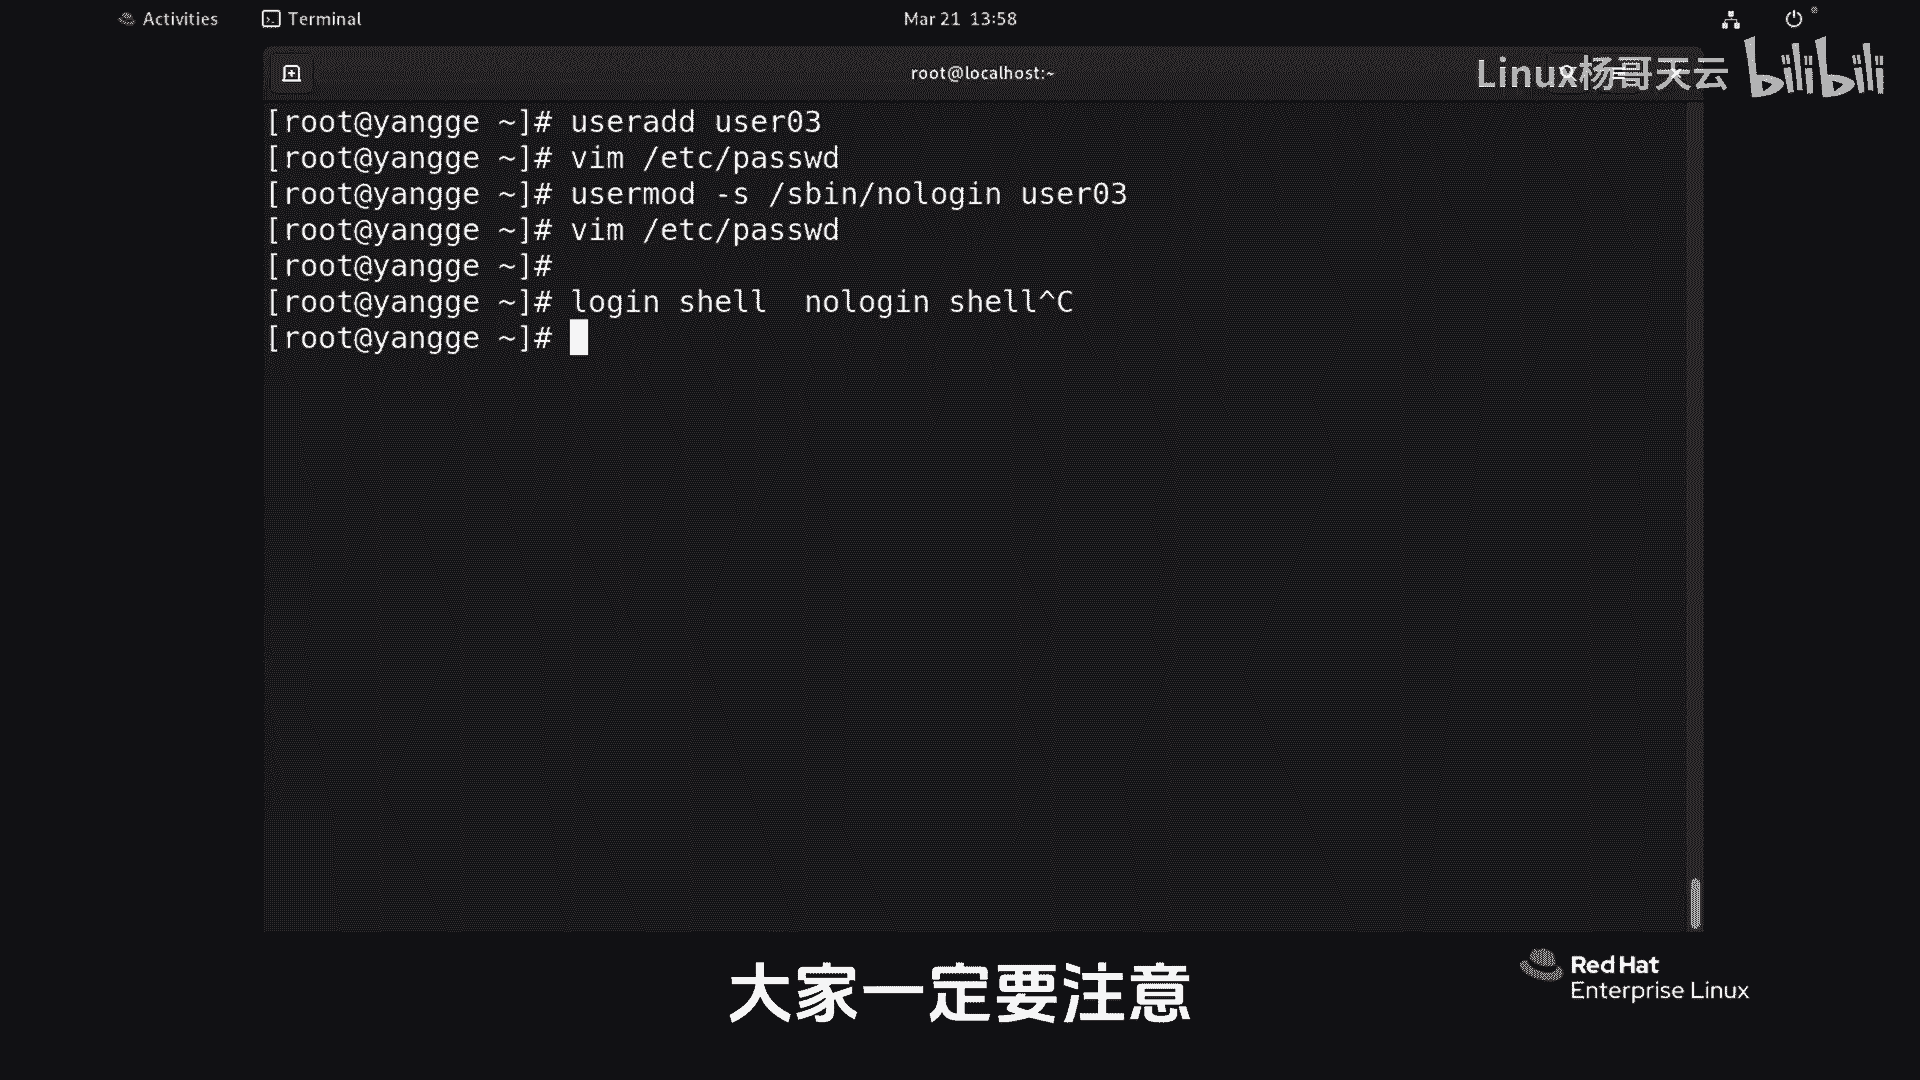 Activities
Terminal
Mar 21 13:58
root@localhost:~
Linux杨哥天云 bilibili
[root@yangge ~]# useradd user03
[root@yangge ~]# vim /etc/passwd
[root@yangge ~]# usermod -s /sbin/nologin user03
[root@yangge ~]# vim /etc/passwd
[root@yangge ~]#
[root@yangge ~]# login shell  nologin shell^C
[root@yangge ~]#
大家一定要注意
Red Hat
Enterprise Linux